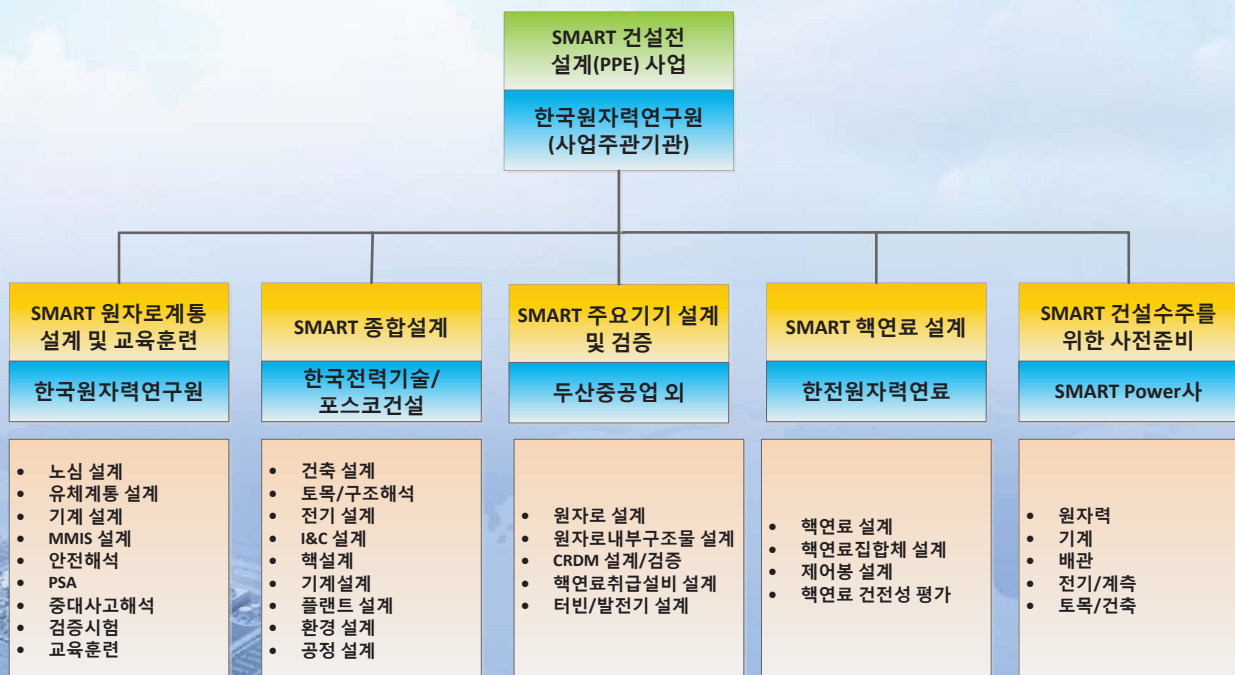 SMART 건설전
설계(PPE) 사업
한국원자력연구원
(사업주관기관)
SMART 원자로계통
설계 및 교육훈련
한국원자력연구원
• 노심 설계
• 유체계통 설계
• 기계 설계
• MMIS 설계
• 안전해석
• PSA
• 중대사고해석
• 검증시험
• 교육훈련
SMART 종합설계
한국전력기술/
포스코건설
• 건축 설계
• 토목/구조해석
• 전기 설계
• I&C 설계
• 핵설계
• 기계설계
• 플랜트 설계
• 환경 설계
• 공정 설계
SMART 주요기기 설계
및 검증
두산중공업 외
• 원자로 설계
• 원자로내부구조물 설계
• CRDM 설계/검증
• 핵연료취급설비 설계
• 터빈/발전기 설계
SMART 핵연료 설계
한전원자력연료
• 핵연료 설계
• 핵연료집합체 설계
• 제어봉 설계
• 핵연료 건전성 평가
SMART 건설수주를
위한 사전준비
SMART Power사
• 원자력
• 기계
• 배관
• 전기/계측
• 토목/건축